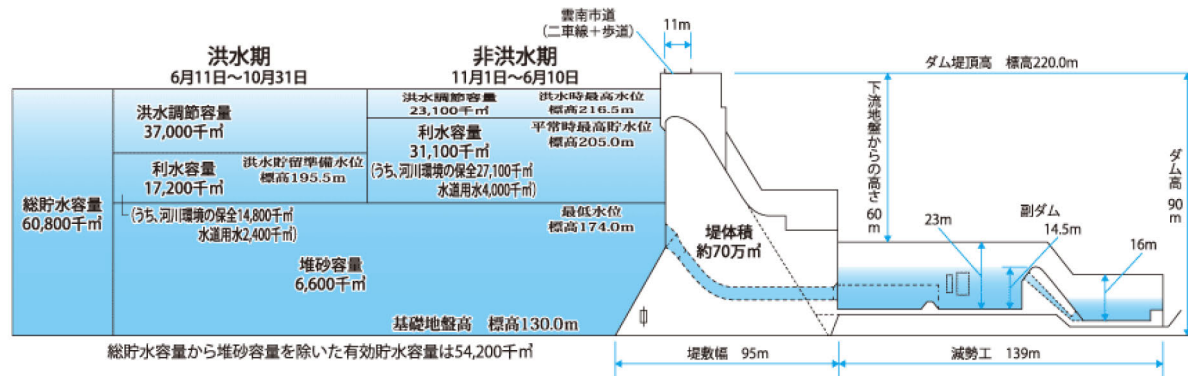 雲南市道
(二車線+歩道)
11m
洪水期
6月11日〜10月31日
非洪水期
11月1日〜6月10日
ダム堤頂高 標高220.0m
洪水調節容量
37,000千㎥
洪水調節容量
23,100千㎥
洪水時最高水位
標高216.5m
利水容量
31,100千㎥
平常時最高貯水位
標高205.0m
(うち、河川環境の保全27,100千㎥
水道用水4,000千㎥)
利水容量
17,200千㎥
洪水貯留準備水位
標高195.5m
(うち、河川環境の保全14,800千㎥
水道用水2,400千㎥)
総貯水容量
60,800千㎥
最低水位
標高174.0m
堆砂容量
6,600千㎥
基礎地盤高 標高130.0m
堤体積
約70万㎥
下流地盤からの高さ 60m
ダム高 90m
23m
副ダム
14.5m
16m
総貯水容量から堆砂容量を除いた有効貯水容量は54,200千㎥
堤敷幅 95m
減勢工 139m